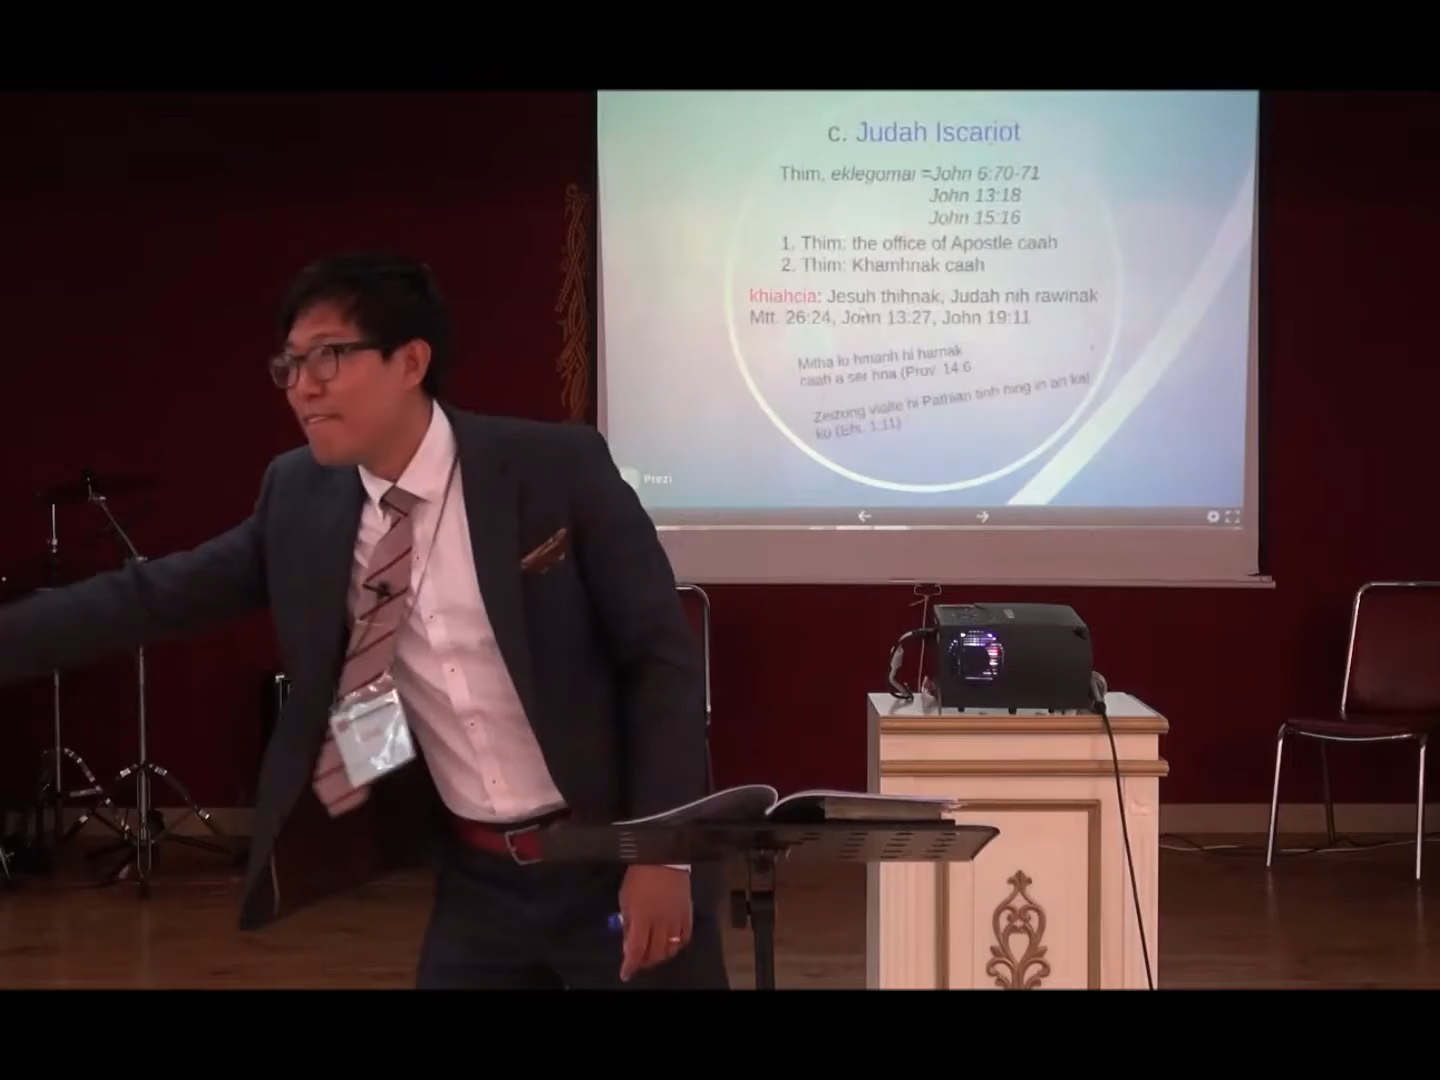 c. Judah Iscariot
Thim, eklegomai =John 6:70-71
John 13:18
John 15:16
1. Thim: the office of Apostle caah
2. Thim: Khamhnak caah
khiahcia: Jesuh thihnak, Judah nih rawinak
Mtt. 26:24, John 13:27, John 19:11
Mitha lo hmanh hi harnak
caah a ser hna (Prov. 14:6
Zeizong vialte hi Pathian tinh ning in an kal
ko (Efs. 1:11)
Prezi